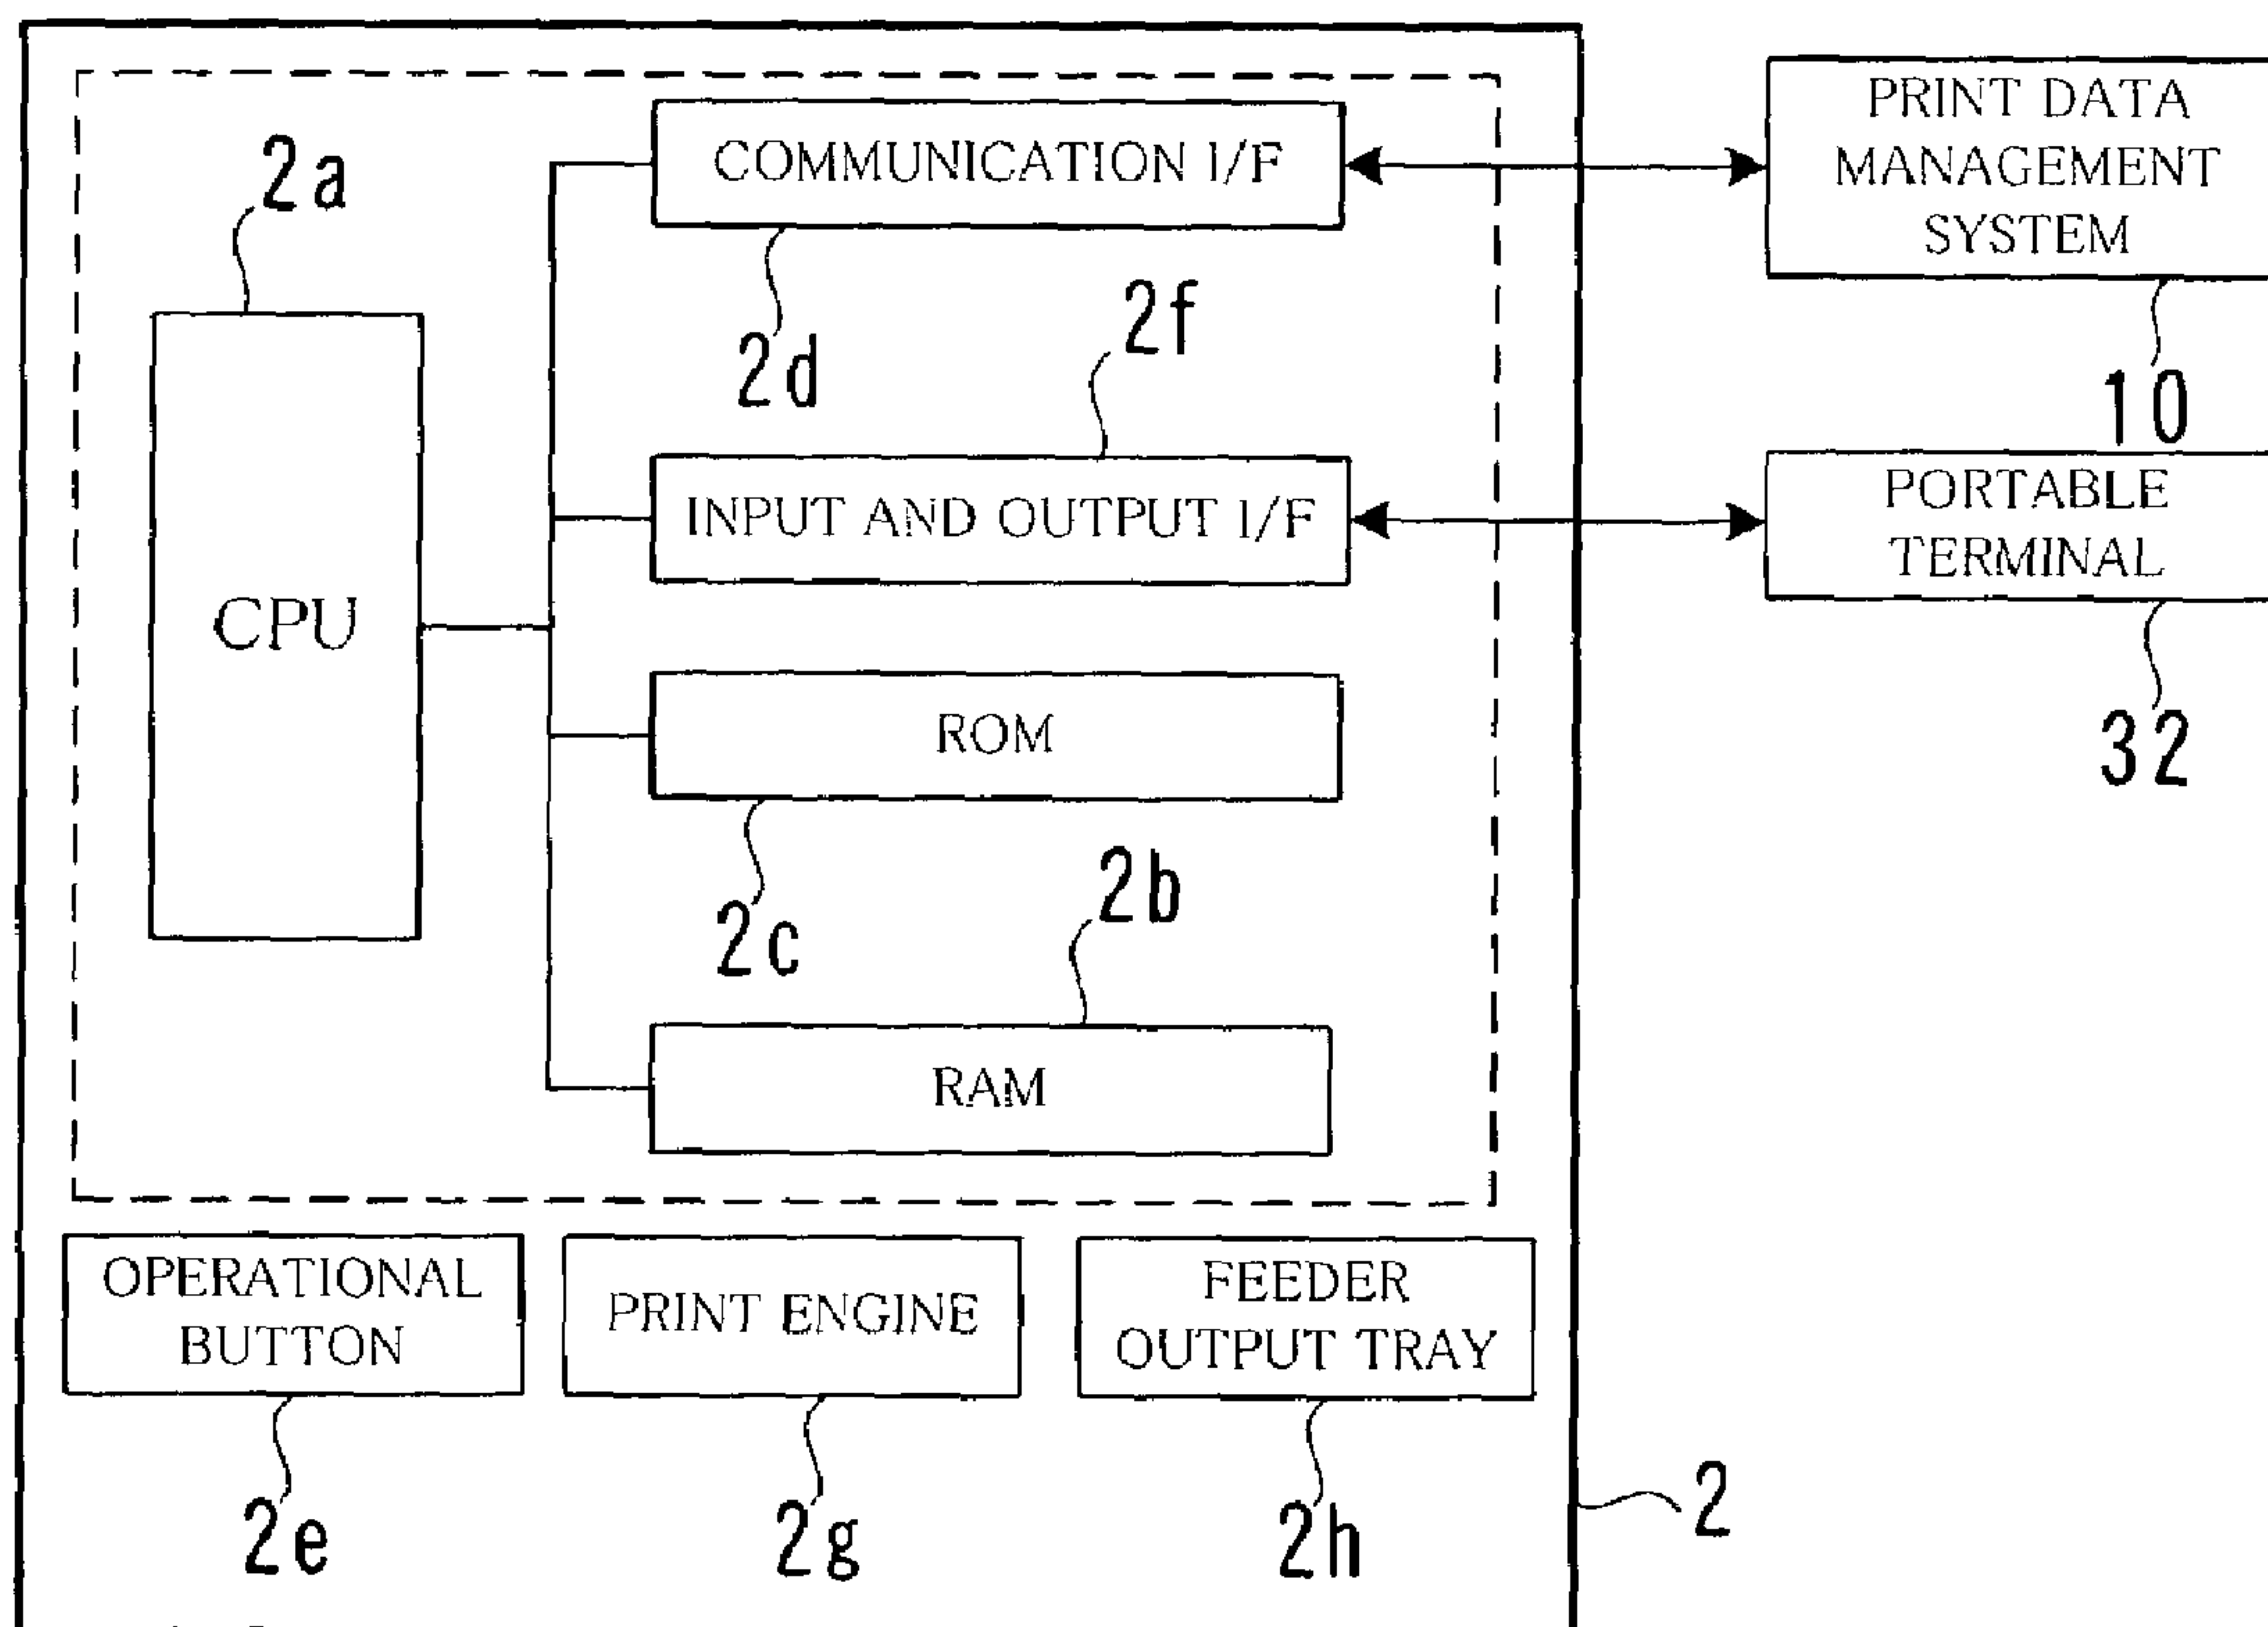 COMMUNICATION I/F
PRINT DATA
MANAGEMENT
SYSTEM
2a
2d
2f
10
INPUT AND OUTPUT I/F
PORTABLE
TERMINAL
CPU
32
ROM
2c
2b
RAM
OPERATIONAL
BUTTON
PRINT ENGINE
FEEDER
OUTPUT TRAY
2e
2g
2h
2